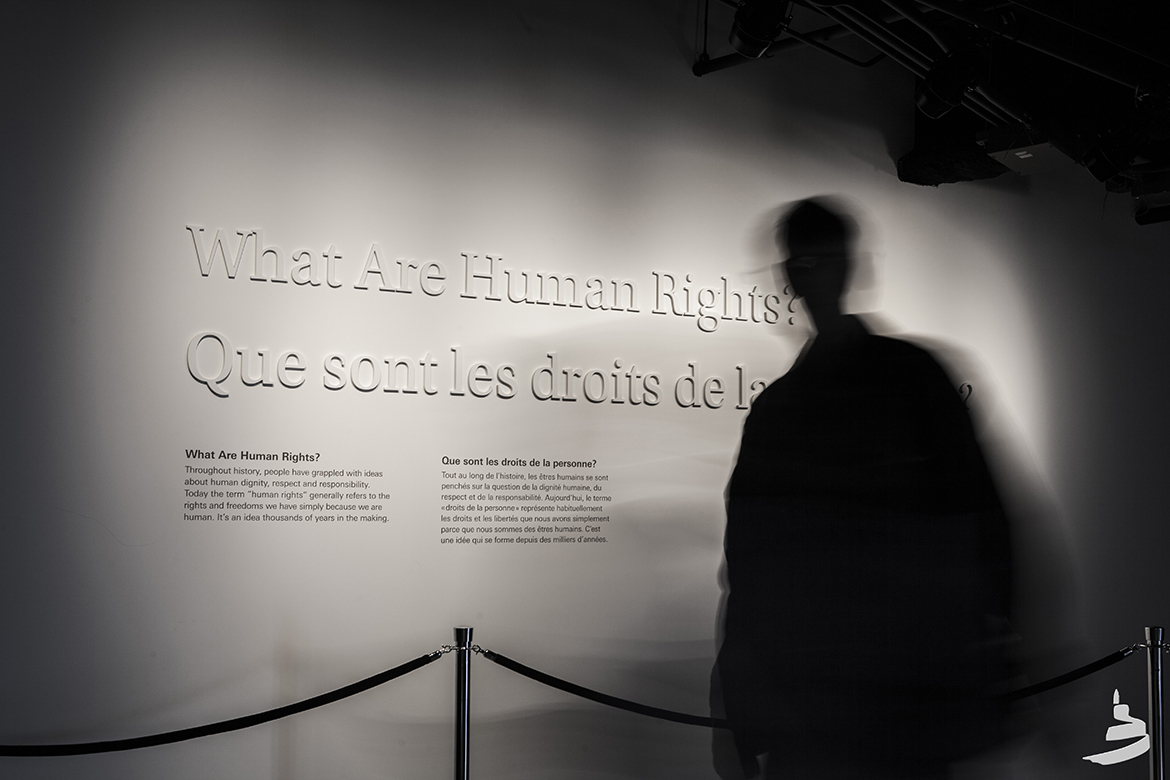 What Are Human Rights?
Que sont les droits de la
What Are Human Rights?
Throughout history, people have grappled with ideas
about human dignity, respect and responsibility.
Today the term "human rights" generally refers to the
rights and freedoms we have simply because we are
human. It's an idea thousands of years in the making.
Que sont les droits de la personne?
Tout au long de l'histoire, les êtres humains se sont
penchés sur la question de la dignité humaine, du
respect et de la responsabilité. Aujourd'hui, le terme
«droits de la personne» représente habituellement
les droits et les libertés que nous avons simplement
parce que nous sommes des êtres humains. C'est
une idée qui se forme depuis des milliers d'années.